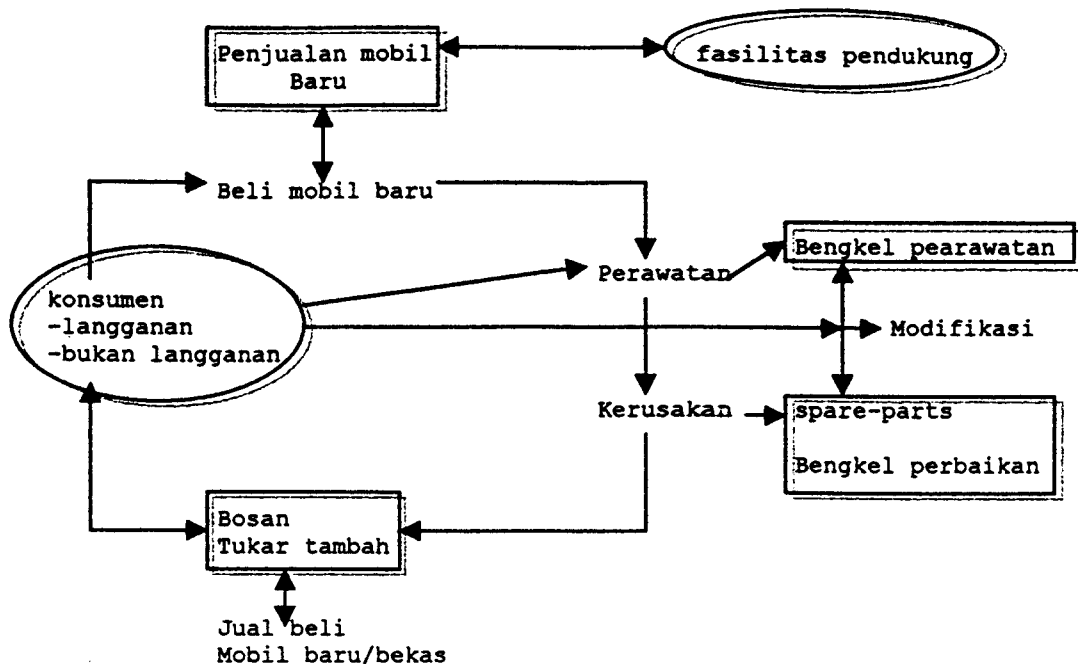 Penjualan mobil
Baru
fasilitas pendukung
Beli mobil baru
Bengkel pearawatan
Perawatan
konsumen
-langganan
-bukan langganan
Modifikasi
Kerusakan
spare-parts
Bengkel perbaikan
Bosan
Tukar tambah
Jual beli
Mobil baru/bekas